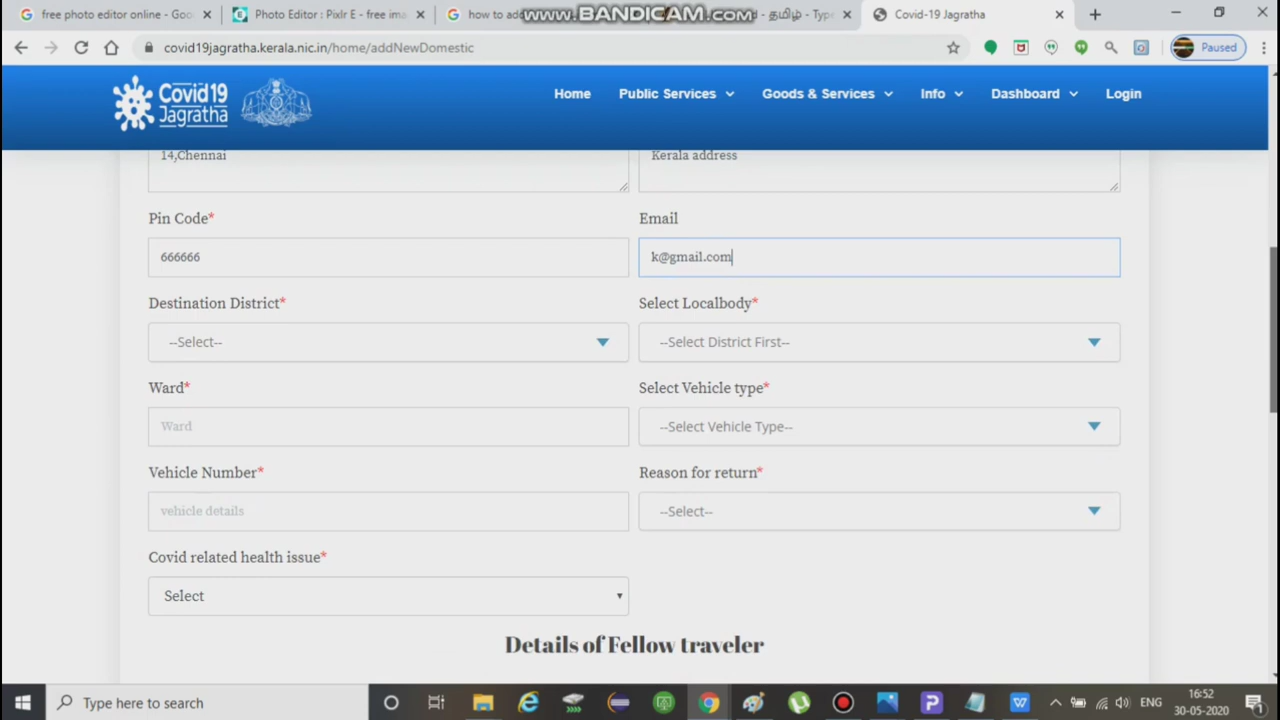 free photo editor online - Goo
Photo Editor : Pixlr E - free ima
how to add
www.BANDICAM.com
d - தமிழ் - Type
Covid-19 Jagratha
covid19jagratha.kerala.nic.in/home/addNewDomestic
Paused
Covid19
Jagratha
Home
Public Services
Goods & Services
Info
Dashboard
Login
14,Chennai
Kerala address
Pin Code*
Email
666666
k@gmail.com
Destination District*
Select Localbody*
--Select--
--Select District First--
Ward*
Select Vehicle type*
Ward
--Select Vehicle Type--
Vehicle Number*
Reason for return*
vehicle details
--Select--
Covid related health issue*
Select
Details of Fellow traveler
Type here to search
ENG
16:52
30-05-2020